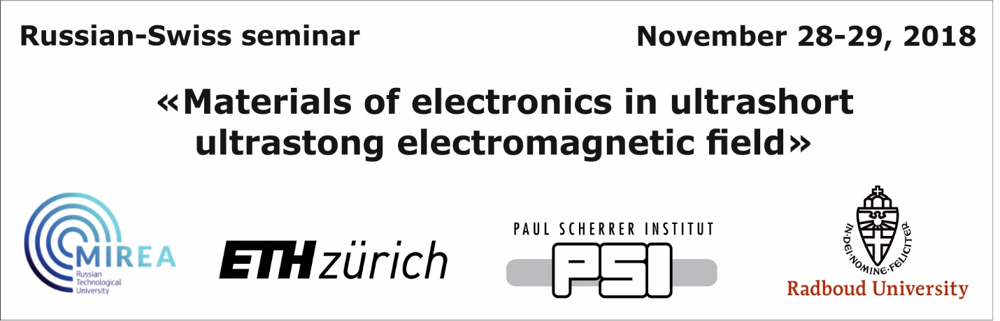 Russian-Swiss seminar
November 28-29, 2018
«Materials of electronics in ultrashort
ultrastong electromagnetic field»
MIREA
Russian
Technological
University
ETH zürich
PAUL SCHERRER INSTITUT
PSI
IN·DEI·NOMINE·FELICITER
Radboud University